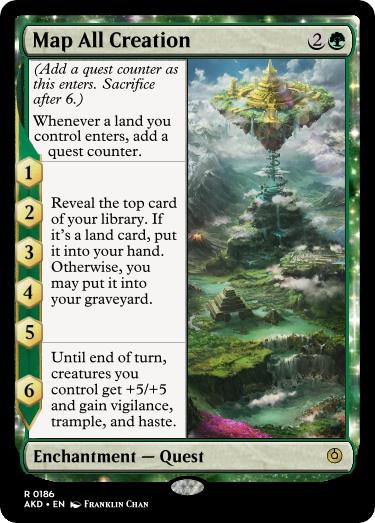 Map All Creation 2
(Add a quest counter as
this enters. Sacrifice
after 6.)
Whenever a land you
control enters, add a
quest counter.
1
2
3
4
5
Reveal the top card
of your library. If
it's a land card, put
it into your hand.
Otherwise, you
may put it into
your graveyard.
6
Until end of turn,
creatures you
control get +5/+5
and gain vigilance,
trample, and haste.
Enchantment — Quest
R 0186
AKD • EN Franklin Chan